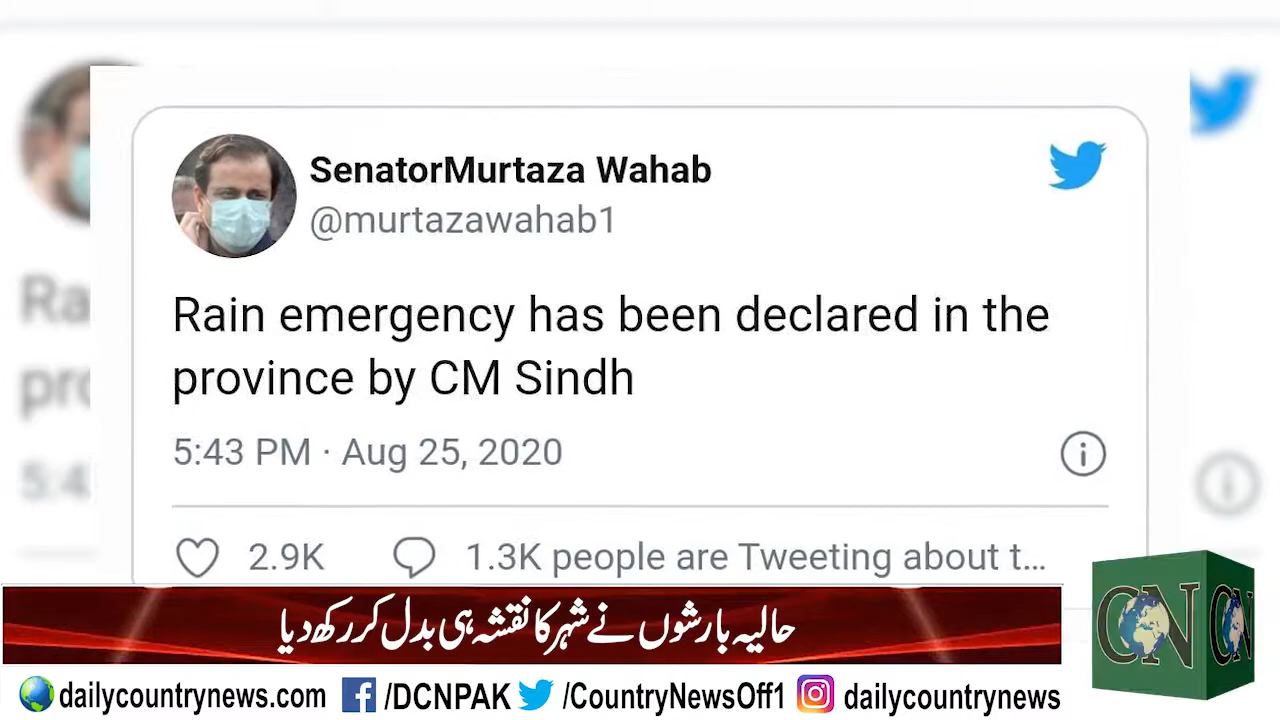 SenatorMurtaza Wahab
@murtazawahab1
Rain emergency has been declared in the
province by CM Sindh
5:43 PM · Aug 25, 2020
2.9K 1.3K people are Tweeting about t...
حالیہ بارشوں نے شہر کا نقشہ ہی بدل کر رکھ دیا
CN CN
dailycountrynews.com /DCNPAK /CountryNewsOff1 dailycountrynews